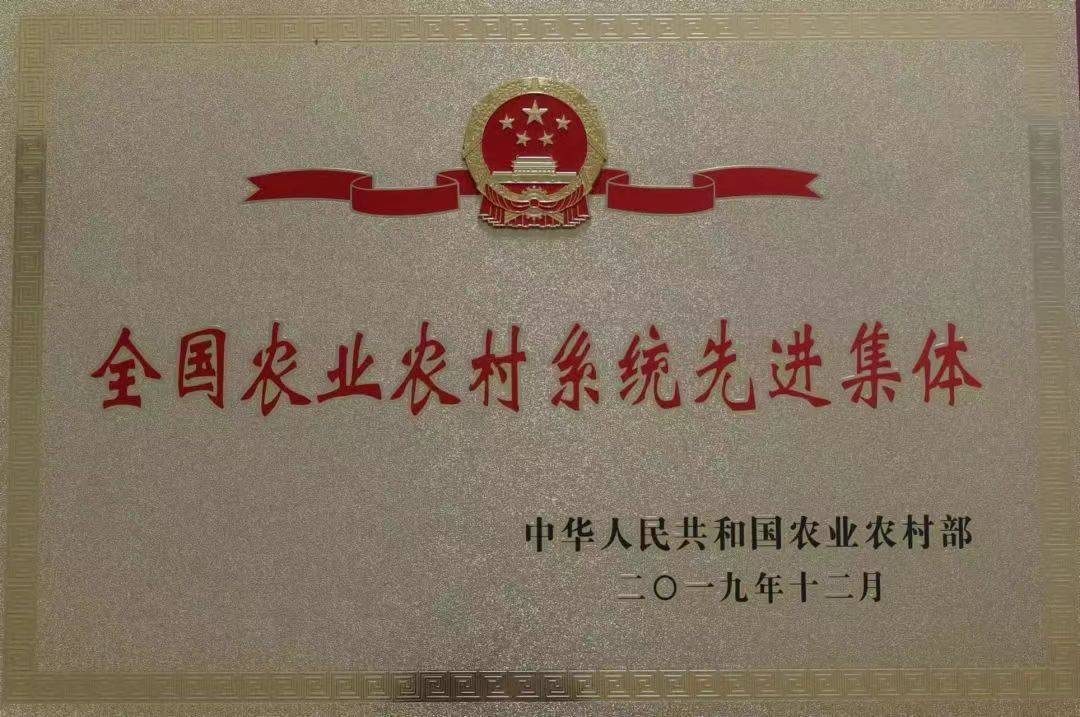 全国农业农村系统先进集体
中华人民共和国农业农村部
二〇一九年十二月